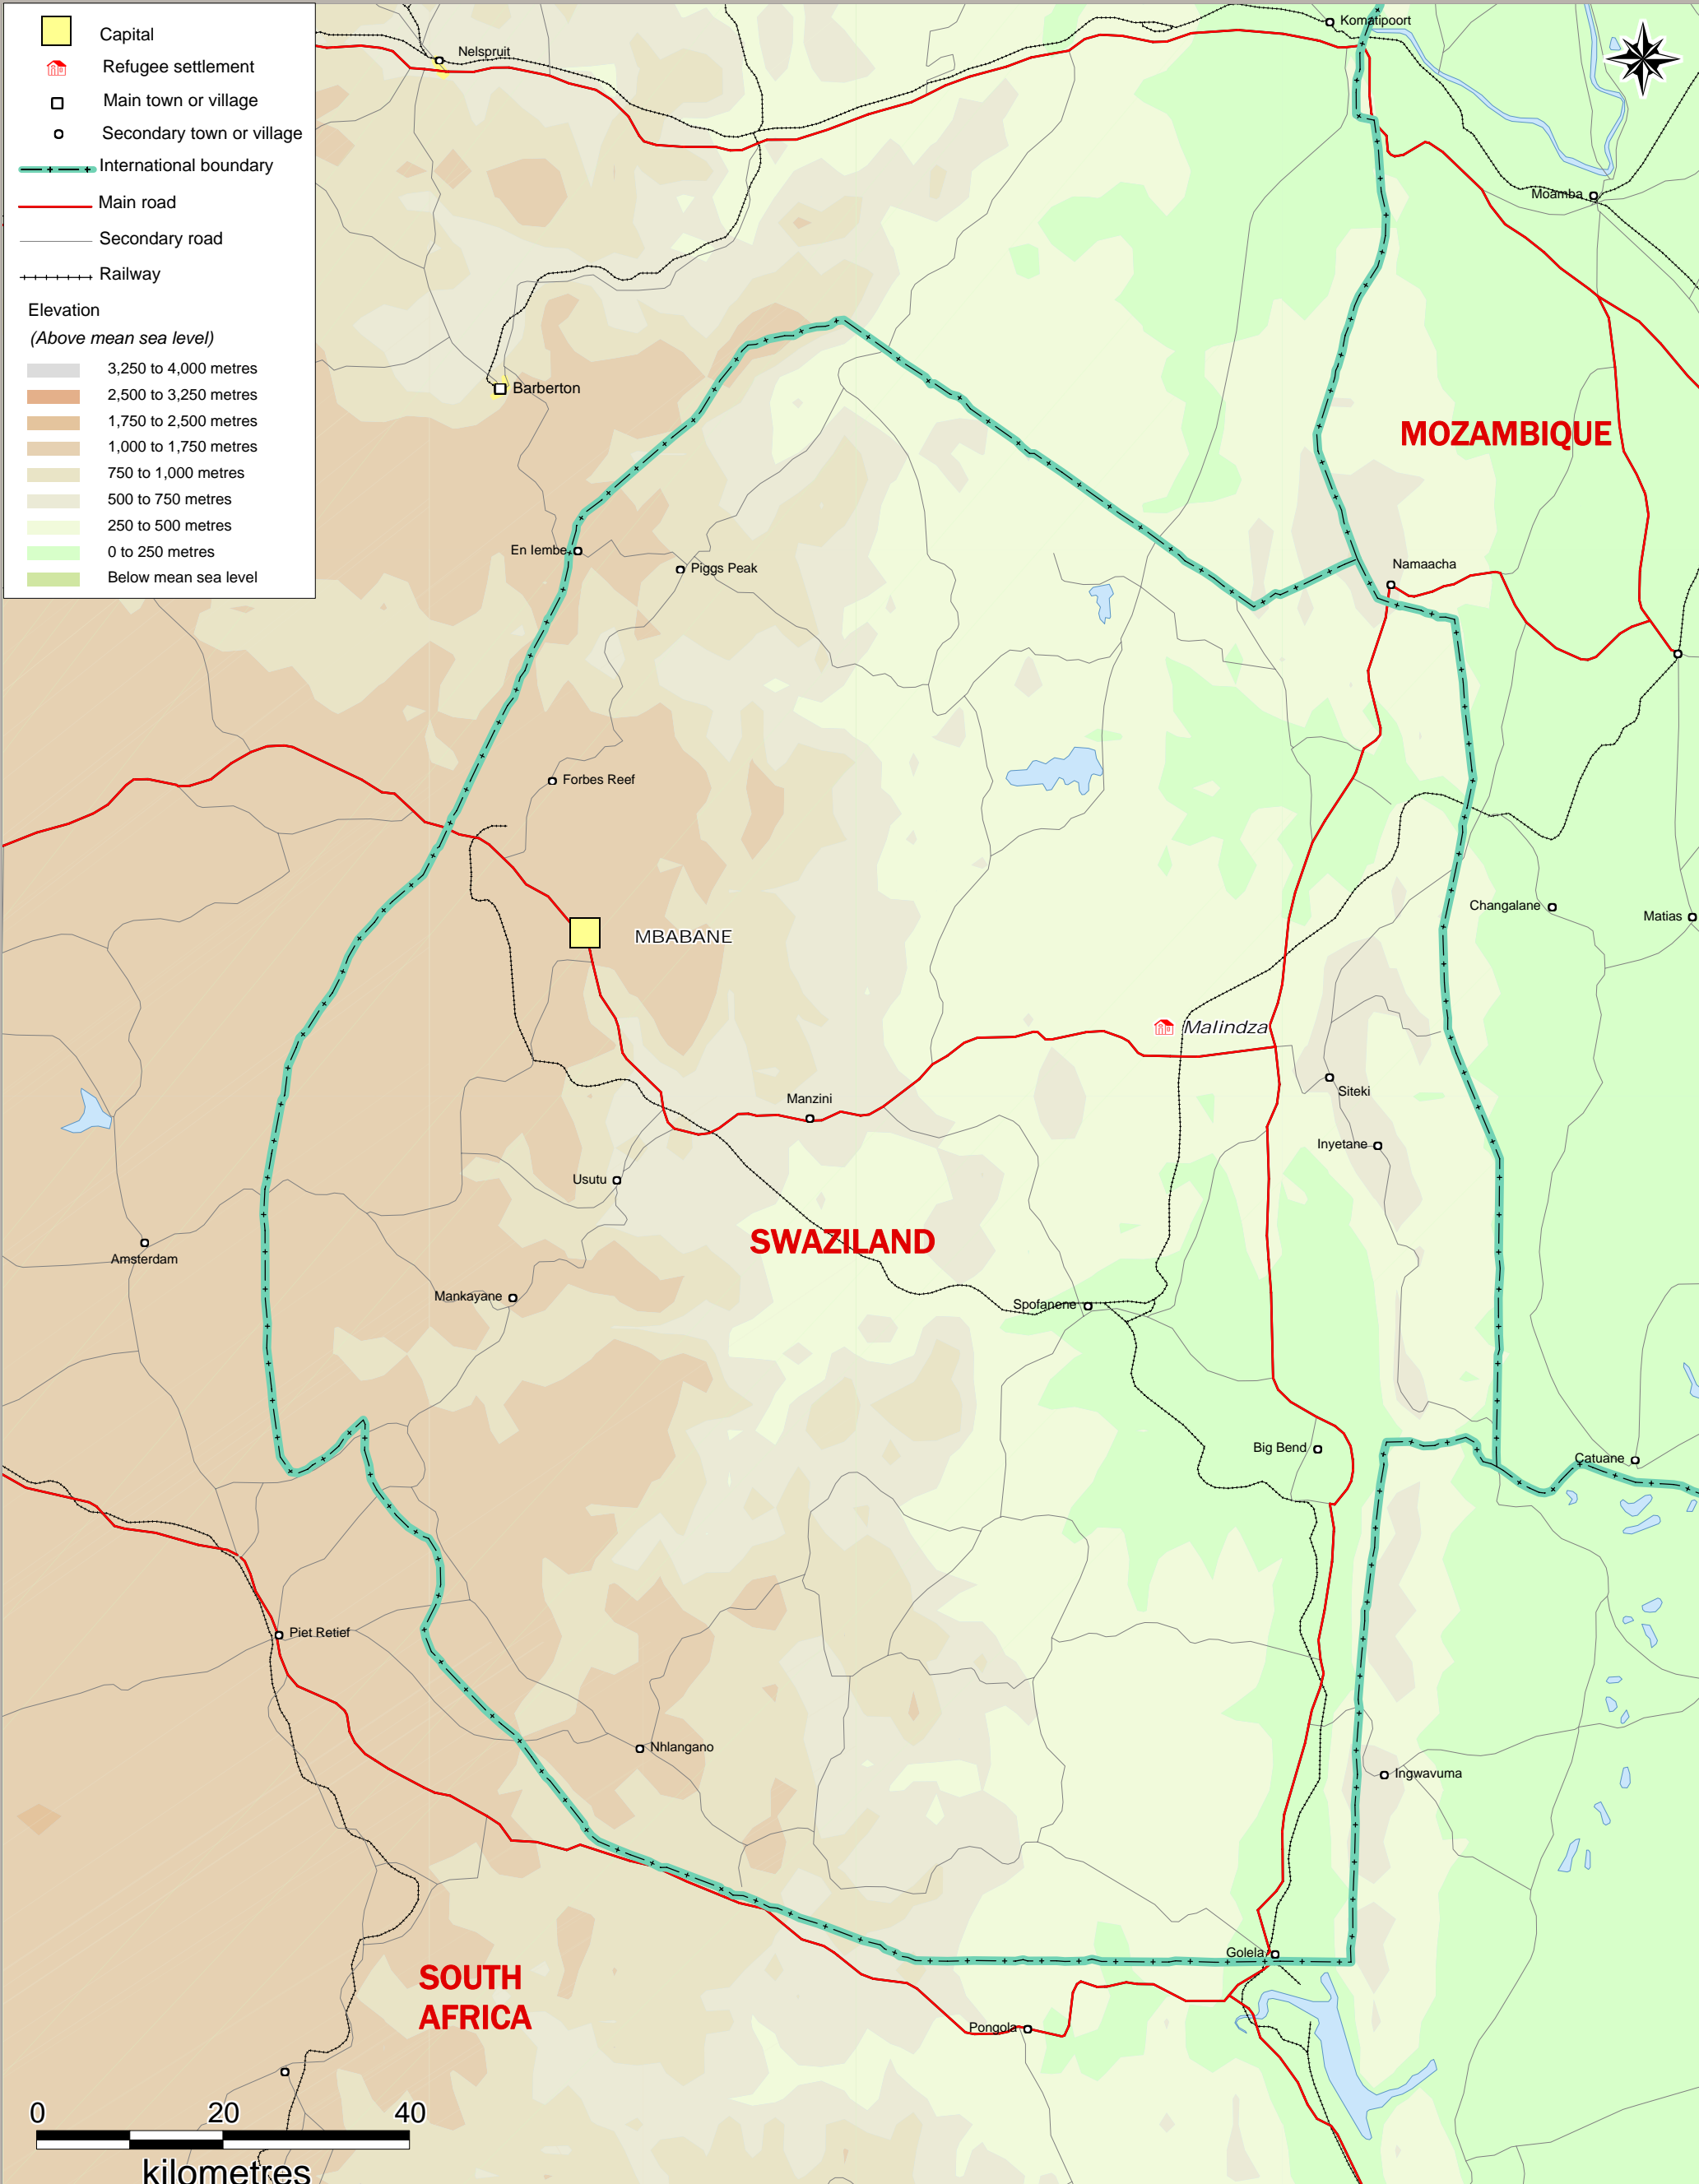 Capital
Refugee settlement
Main town or village
Secondary town or village
International boundary
Main road
Secondary road
Railway
Elevation
(Above mean sea level)
3,250 to 4,000 metres
2,500 to 3,250 metres
1,750 to 2,500 metres
1,000 to 1,750 metres
750 to 1,000 metres
500 to 750 metres
250 to 500 metres
0 to 250 metres
Below mean sea level
Komatipoort
Nelspruit
Moamba
Barberton
MOZAMBIQUE
En Iembe
Piggs Peak
Namaacha
Forbes Reef
Changalane
Matias
MBABANE
Malindza
Siteki
Manzini
Inyetane
Usutu
SWAZILAND
Amsterdam
Mankayane
Spofanene
Big Bend
Catuane
Piet Retief
Nhlangano
Ingwavuma
Golela
SOUTH
AFRICA
Pongola
0 20 40
kilometres